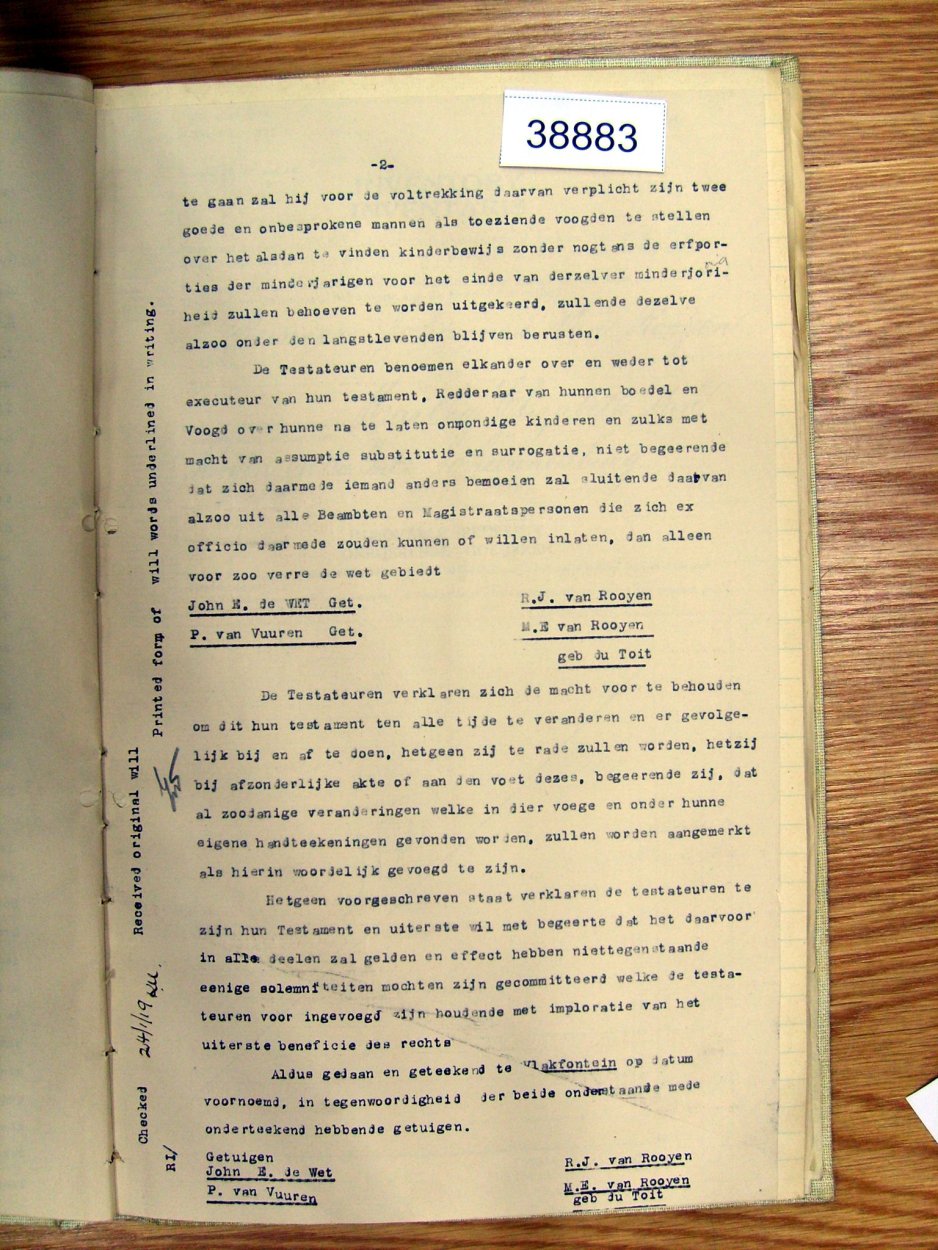 38883
-2-
te gaan zal hij voor de voltrekking daarvan verplicht zijn twee
goede en onbesprokene mannen als toeziende voogden te stellen
over het alsdan te vinden kinderbewijs zonder nogtans de erfpor-
ties der minderjarigen voor het einde van derzelver minderjori-
heid zullen behoeven te worden uitgekeerd, zullende dezelve
alzoo onder den langstlevenden blijven berusten.
De Testateuren benoemen elkander over en weder tot
executeur van hun testament, Redderaar van hunnen boedel en
Voogd over hunne na te laten onmondige kinderen en zulks met
macht van assumptie substitutie en surrogatie, niet begeerende
dat zich daarmede iemand anders bemoeien zal sluitende daarvan
alzoo uit alle Beambten en Magistraatspersonen die zich ex
officio daarmede zouden kunnen of willen inlaten, dan alleen
voor zoo verre de wet gebiedt
John E. de WET Get. R.J. van Rooyen
P. van Vuuren Get. M.E van Rooyen
geb du Toit
De Testateuren verklaren zich de macht voor te behouden
om dit hun testament ten alle tijde te veranderen en er gevolge-
lijk bij en af te doen, hetgeen zij te rade zullen worden, hetzij
bij afzonderlijke akte of aan den voet dezes, begeerende zij, dat
al zoodanige veranderingen welke in dier voege en onder hunne
eigene handteekeningen gevonden worden, zullen worden aangemerkt
als hierin woordelijk gevoegd te zijn.
Hetgeen voorgeschreven staat verklaren de testateuren te
zijn hun Testament en uiterste wil met begeerte dat het daarvoor
in alle deelen zal gelden en effect hebben niettegenstaande
eenige solemniteiten mochten zijn gecommitteerd welke de testa-
teuren voor ingevoegd zijn houdende met imploratie van het
uiterste beneficie des rechts
Aldus gedaan en geteekend te Vlakfontein op datum
voornoemd, in tegenwoordigheid der beide onderstaande mede
onderteekend hebbende getuigen.
Getuigen
John E. de Wet R.J. van Rooyen
P. van Vuuren M.E. van Rooyen
geb du Toit
Printed form of will words underlined in writing.
Received original will
Checked 24/1/19
RI/